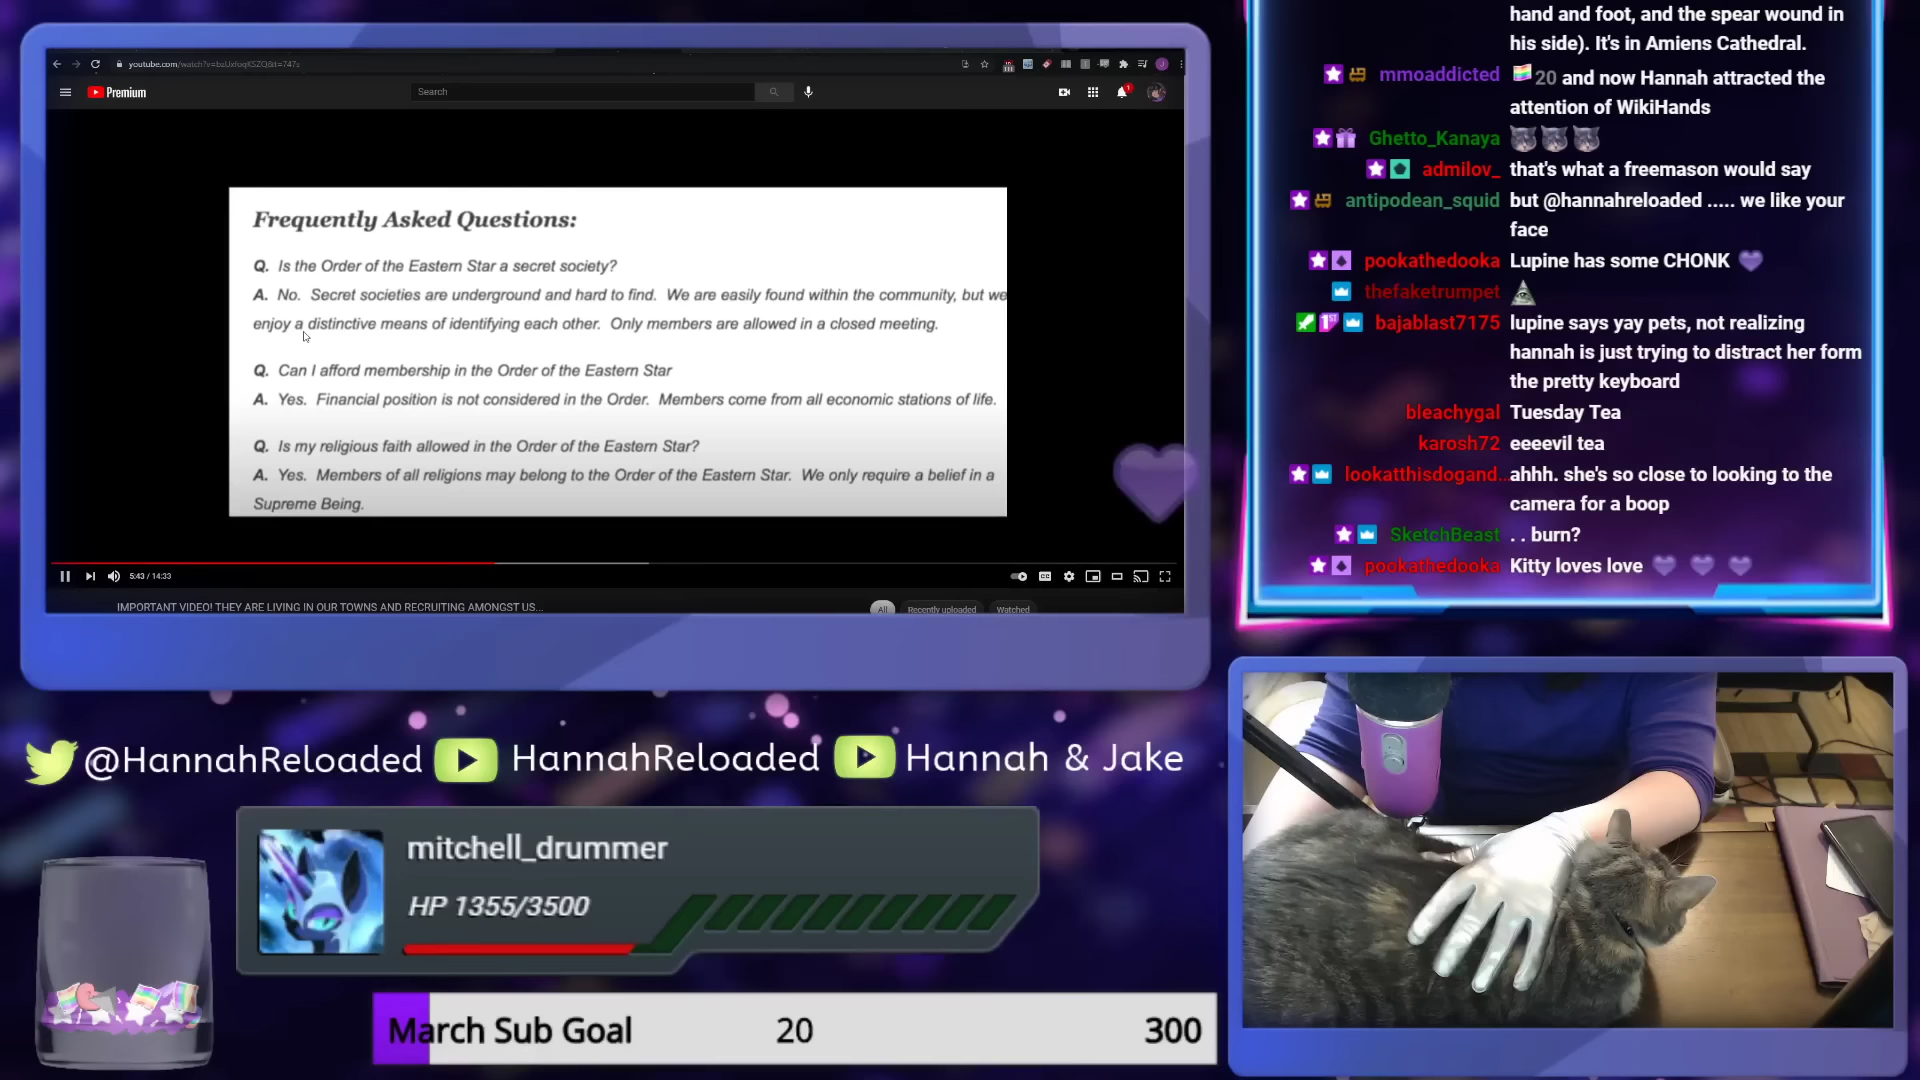 youtube.com/watch?v=bzUxfoqKSZQ&t=747s
Premium
Search
1
Frequently Asked Questions:
Q. Is the Order of the Eastern Star a secret society?
A. No. Secret societies are underground and hard to find. We are easily found within the community, but we
enjoy a distinctive means of identifying each other. Only members are allowed in a closed meeting.
Q. Can I afford membership in the Order of the Eastern Star
A. Yes. Financial position is not considered in the Order. Members come from all economic stations of life.
Q. Is my religious faith allowed in the Order of the Eastern Star?
A. Yes. Members of all religions may belong to the Order of the Eastern Star. We only require a belief in a
Supreme Being.
5:43 / 14:33
IMPORTANT VIDEO! THEY ARE LIVING IN OUR TOWNS AND RECRUITING AMONGST US...
All Recently uploaded Watched
hand and foot, and the spear wound in
his side). It's in Amiens Cathedral.
mmoaddicted 20 and now Hannah attracted the
attention of WikiHands
Ghetto_Kanaya
admilov_ that's what a freemason would say
antipodean_squid but @hannahreloaded ..... we like your
face
pookathedooka Lupine has some CHONK
thefaketrumpet
1ST bajablast7175 lupine says yay pets, not realizing
hannah is just trying to distract her form
the pretty keyboard
bleachygal Tuesday Tea
karosh72 eeeevil tea
lookatthisdogand... ahhh. she's so close to looking to the
camera for a boop
SketchBeast . . burn?
pookathedooka Kitty loves love
@HannahReloaded HannahReloaded Hannah & Jake
mitchell_drummer
HP 1355/3500
March Sub Goal 20 300